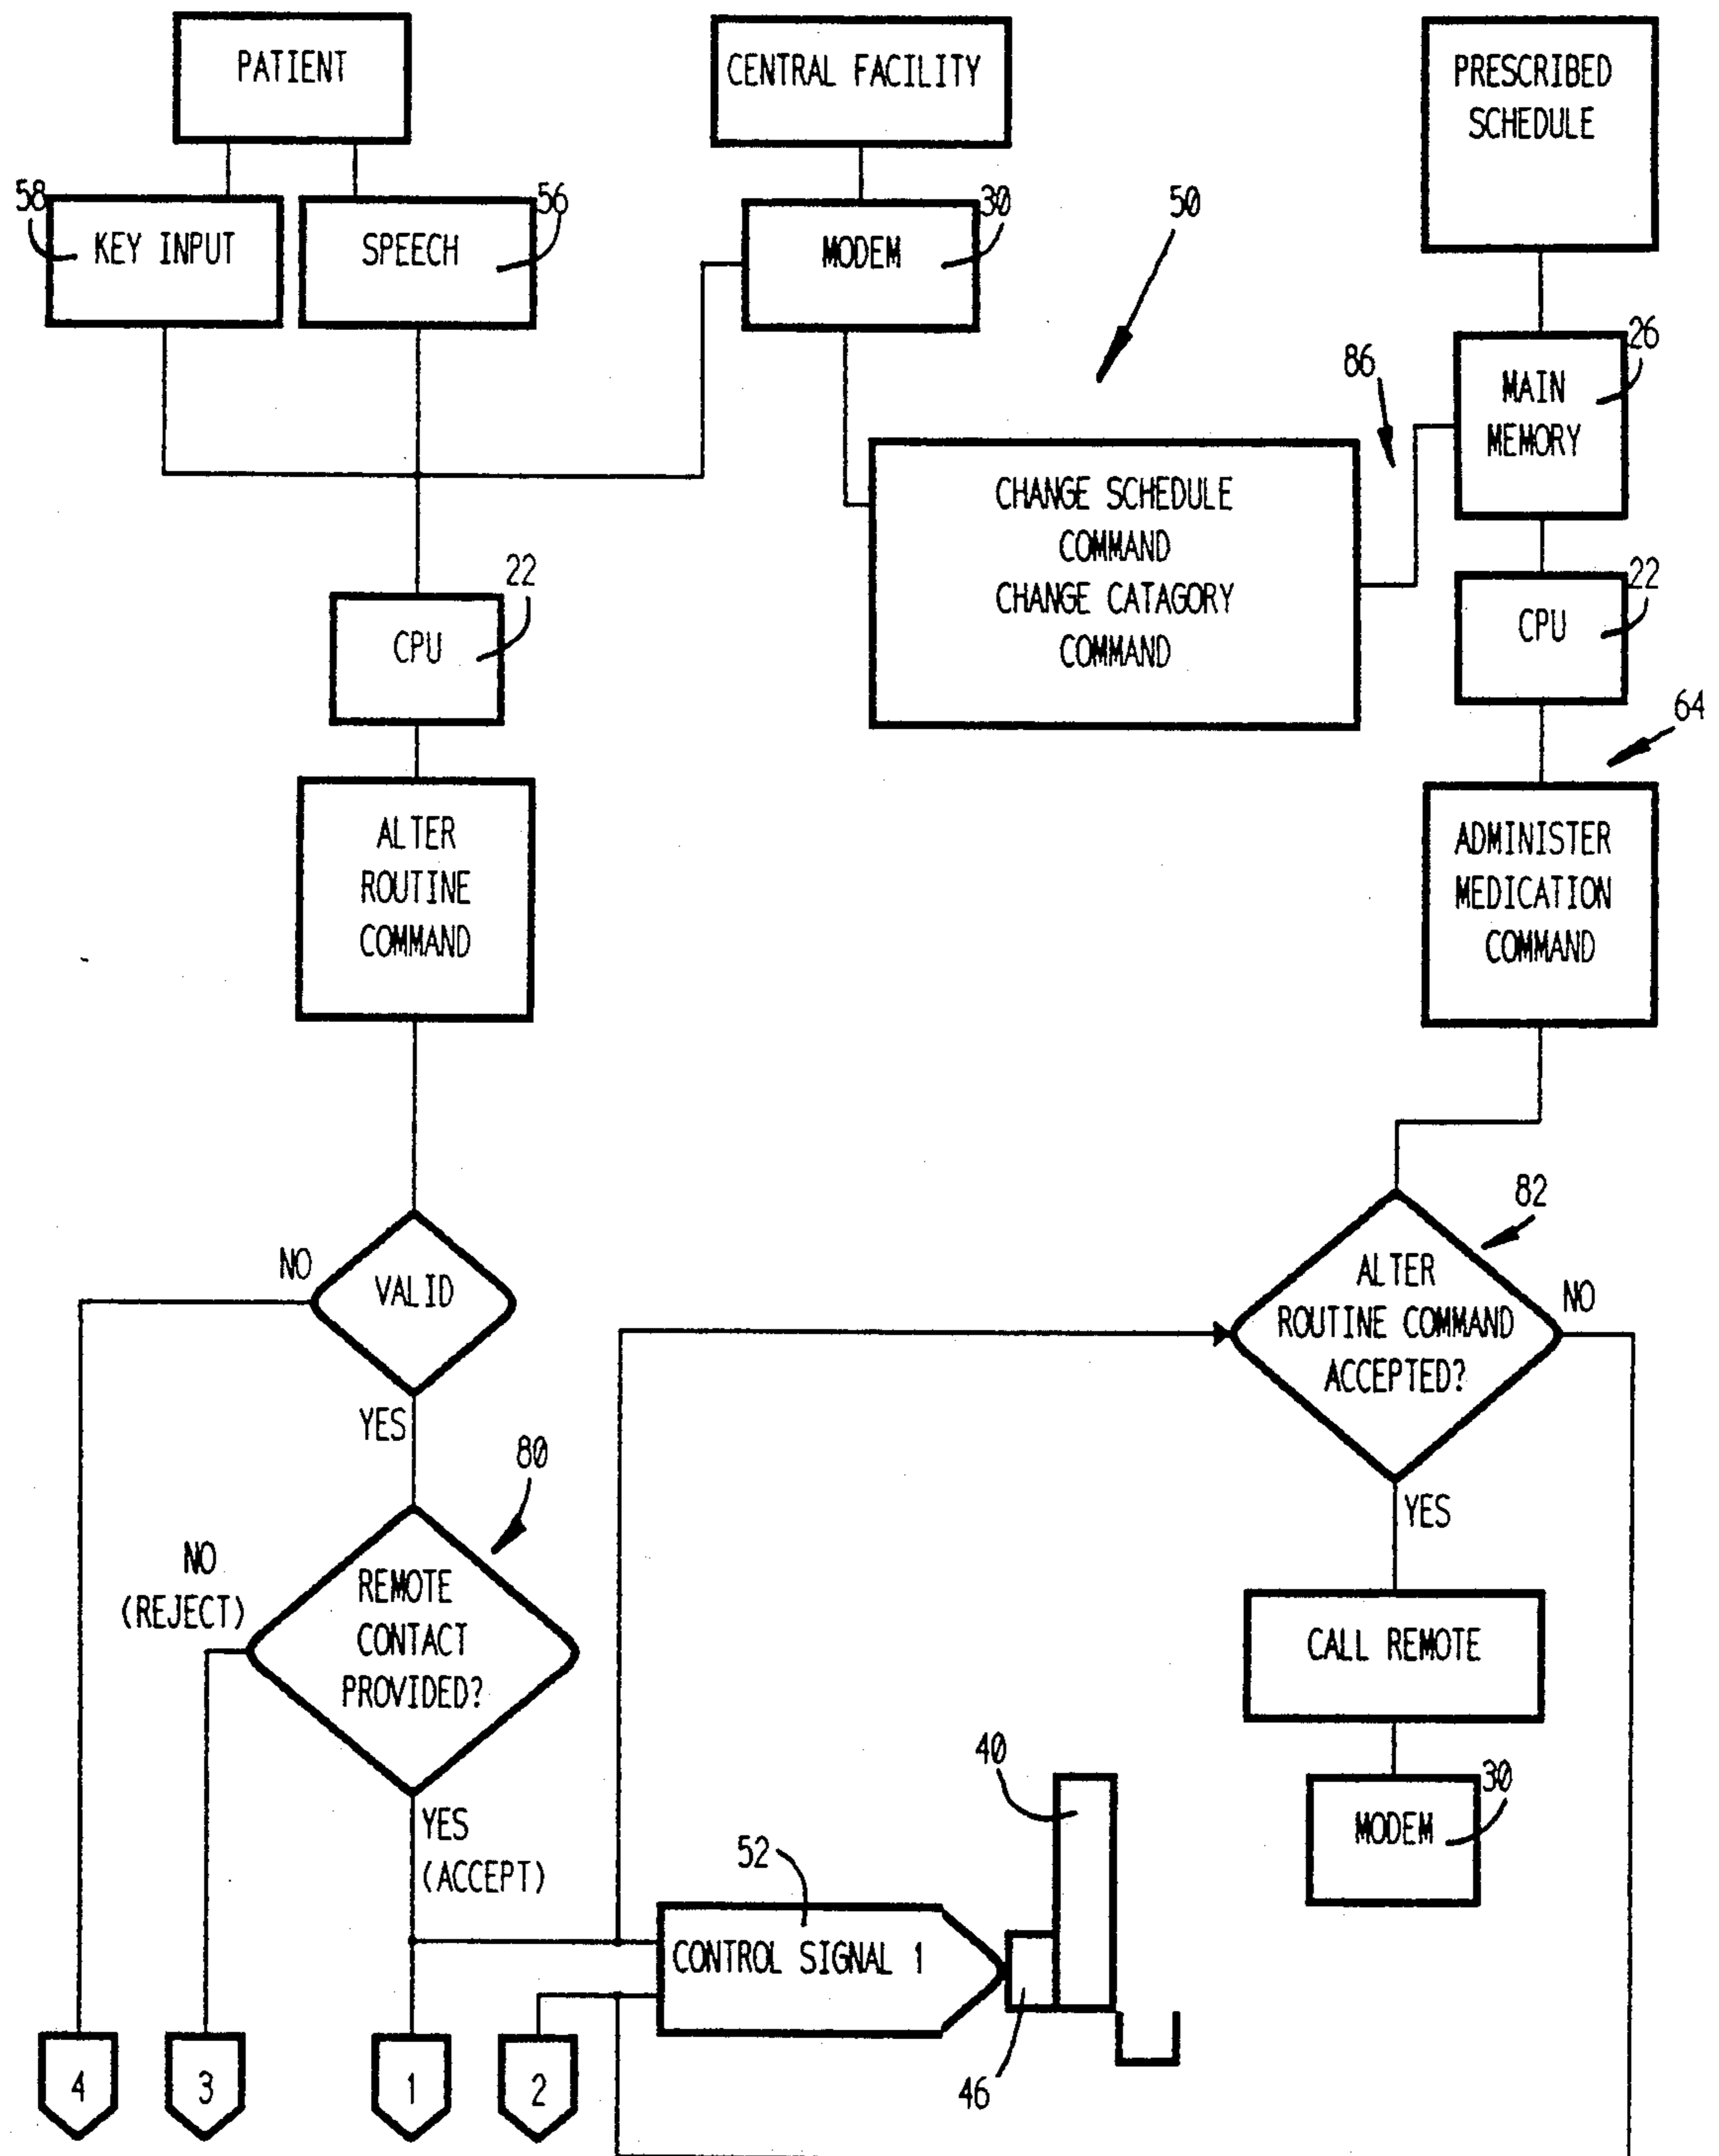 PATIENT
CENTRAL FACILITY
PRESCRIBED
SCHEDULE
58
KEY INPUT
56
SPEECH
30
MODEM
50
26
MAIN
MEMORY
86
CHANGE SCHEDULE
COMMAND
CHANGE CATAGORY
COMMAND
22
CPU
22
CPU
64
ALTER
ROUTINE
COMMAND
ADMINISTER
MEDICATION
COMMAND
NO
VALID
YES
82
ALTER
ROUTINE COMMAND
ACCEPTED?
NO
YES
80
NO
(REJECT)
REMOTE
CONTACT
PROVIDED?
YES
(ACCEPT)
CALL REMOTE
30
MODEM
40
52
CONTROL SIGNAL 1
46
4
3
1
2